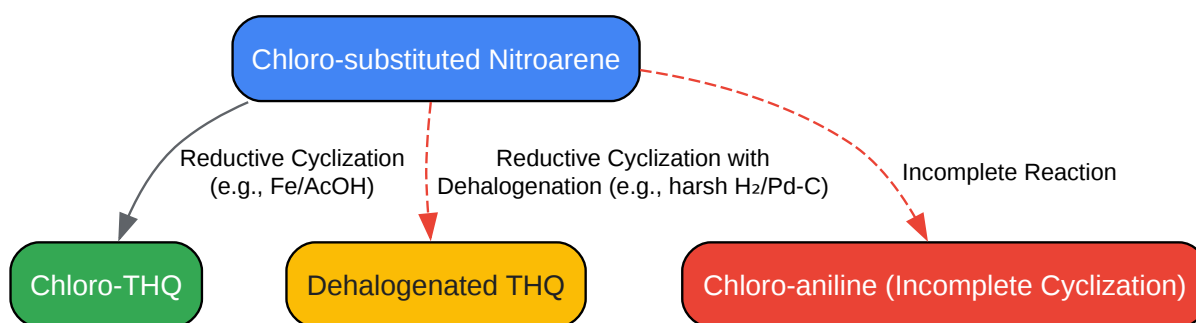 Chloro-substituted Nitroarene
Reductive Cyclization
(e.g., Fe/AcOH)
Reductive Cyclization with
Dehalogenation (e.g., harsh H₂/Pd-C)
Incomplete Reaction
Chloro-THQ
Dehalogenated THQ
Chloro-aniline (Incomplete Cyclization)